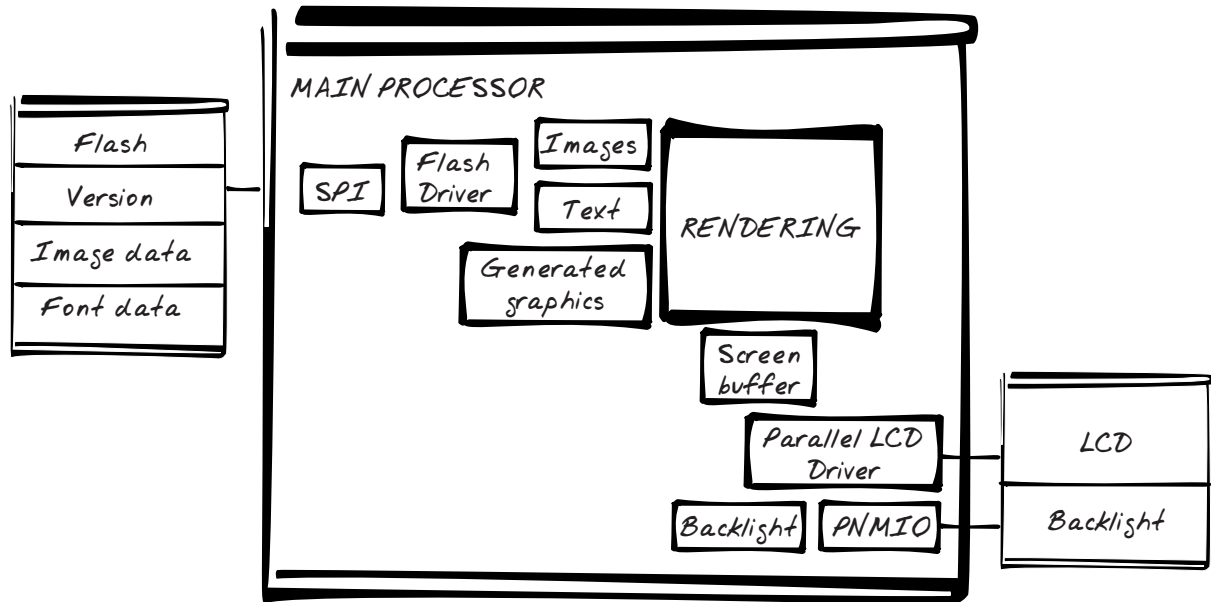 MAIN PROCESSOR
Flash
Version
Image data
Font data
SPI
Flash
Driver
Images
Text
Generated
graphics
RENDERING
Screen
buffer
Parallel LCD
Driver
Backlight
PNMIO
LCD
Backlight